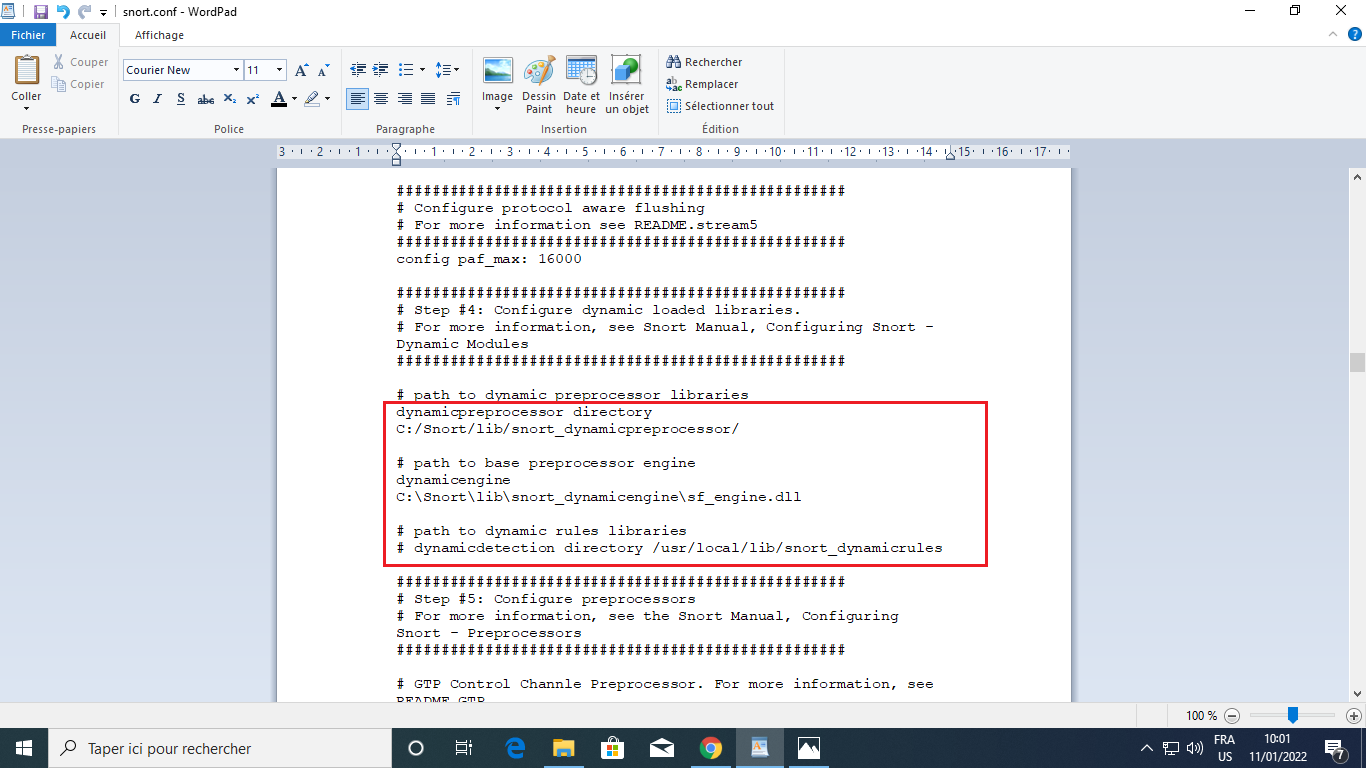 snort.conf - WordPad
Fichier Accueil Affichage
Coller
Couper
Copier
Presse-papiers
Courier New 11
G I S abc X₂ X² A
Police
Paragraphe
Image
Dessin Paint
Date et heure
Insérer un objet
Insertion
Rechercher
Remplacer
Sélectionner tout
Édition
3 2 1 1 2 3 4 5 6 7 8 9 10 11 12 13 14 15 16 17
###################################################
# Configure protocol aware flushing
# For more information see README.stream5
###################################################
config paf_max: 16000
###################################################
# Step #4: Configure dynamic loaded libraries.
# For more information, see Snort Manual, Configuring Snort -
Dynamic Modules
###################################################
# path to dynamic preprocessor libraries
dynamicpreprocessor directory
C:/Snort/lib/snort_dynamicpreprocessor/
# path to base preprocessor engine
dynamicengine
C:\Snort\lib\snort_dynamicengine\sf_engine.dll
# path to dynamic rules libraries
# dynamicdetection directory /usr/local/lib/snort_dynamicrules
###################################################
# Step #5: Configure preprocessors
# For more information, see the Snort Manual, Configuring
Snort - Preprocessors
###################################################
# GTP Control Channle Preprocessor. For more information, see
README.GTP
100 %
Taper ici pour rechercher
FRA
US
10:01
11/01/2022
7